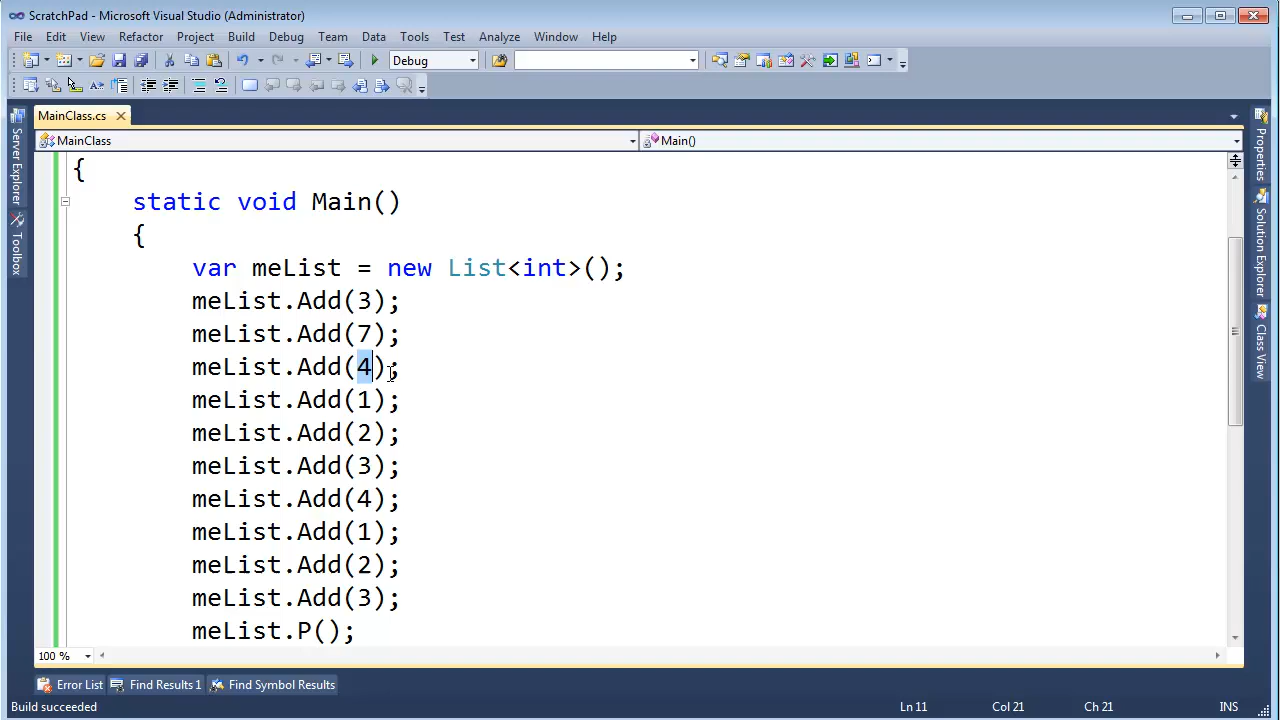 ScratchPad - Microsoft Visual Studio (Administrator)
File Edit View Refactor Project Build Debug Team Data Tools Test Analyze Window Help
Debug
MainClass.cs
MainClass
Main()
{
static void Main()
{
var meList = new List<int>();
meList.Add(3);
meList.Add(7);
meList.Add(4);
meList.Add(1);
meList.Add(2);
meList.Add(3);
meList.Add(4);
meList.Add(1);
meList.Add(2);
meList.Add(3);
meList.P();
Server Explorer
Toolbox
Properties
Solution Explorer
Class View
100 %
Error List Find Results 1 Find Symbol Results
Build succeeded Ln 11 Col 21 Ch 21 INS